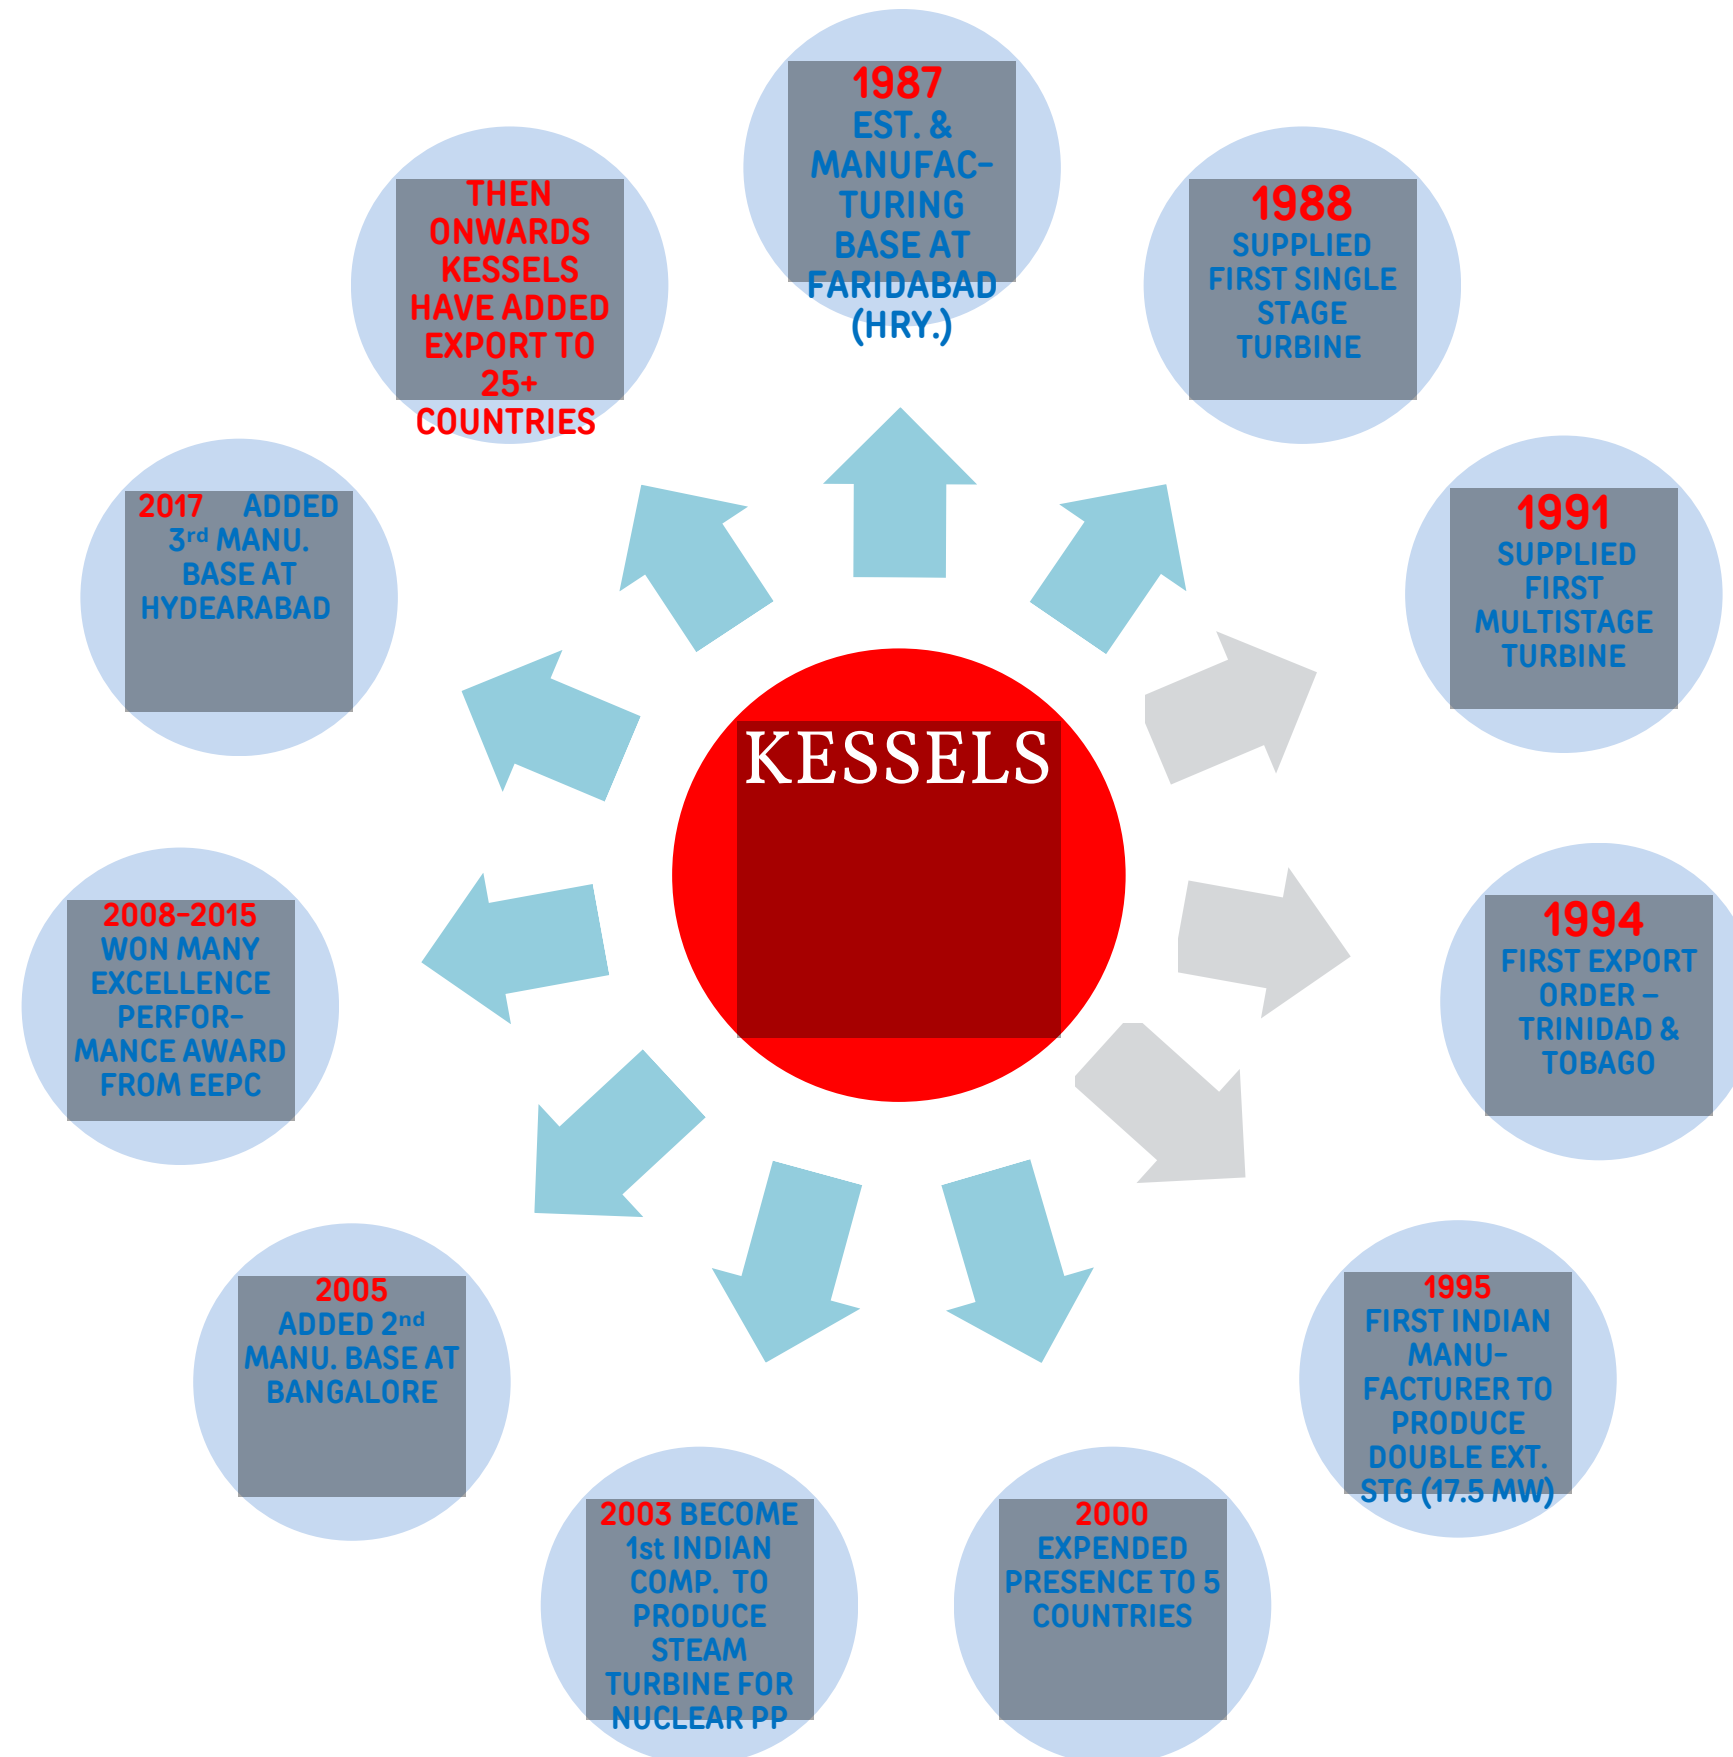 1987
EST. &
MANUFAC-
TURING
BASE AT
FARIDABAD
(HRY.)
1988
SUPPLIED
FIRST SINGLE
STAGE
TURBINE
1991
SUPPLIED
FIRST
MULTISTAGE
TURBINE
1994
FIRST EXPORT
ORDER –
TRINIDAD &
TOBAGO
1995
FIRST INDIAN
MANU-
FACTURER TO
PRODUCE
DOUBLE EXT.
STG (17.5 MW)
2000
EXPENDED
PRESENCE TO 5
COUNTRIES
2003 BECOME
1st INDIAN
COMP. TO
PRODUCE
STEAM
TURBINE FOR
NUCLEAR PP
2005
ADDED 2nd
MANU. BASE AT
BANGALORE
2008-2015
WON MANY
EXCELLENCE
PERFOR-
MANCE AWARD
FROM EEPC
2017 ADDED
3rd MANU.
BASE AT
HYDEARABAD
THEN
ONWARDS
KESSELS
HAVE ADDED
EXPORT TO
25+
COUNTRIES
KESSELS